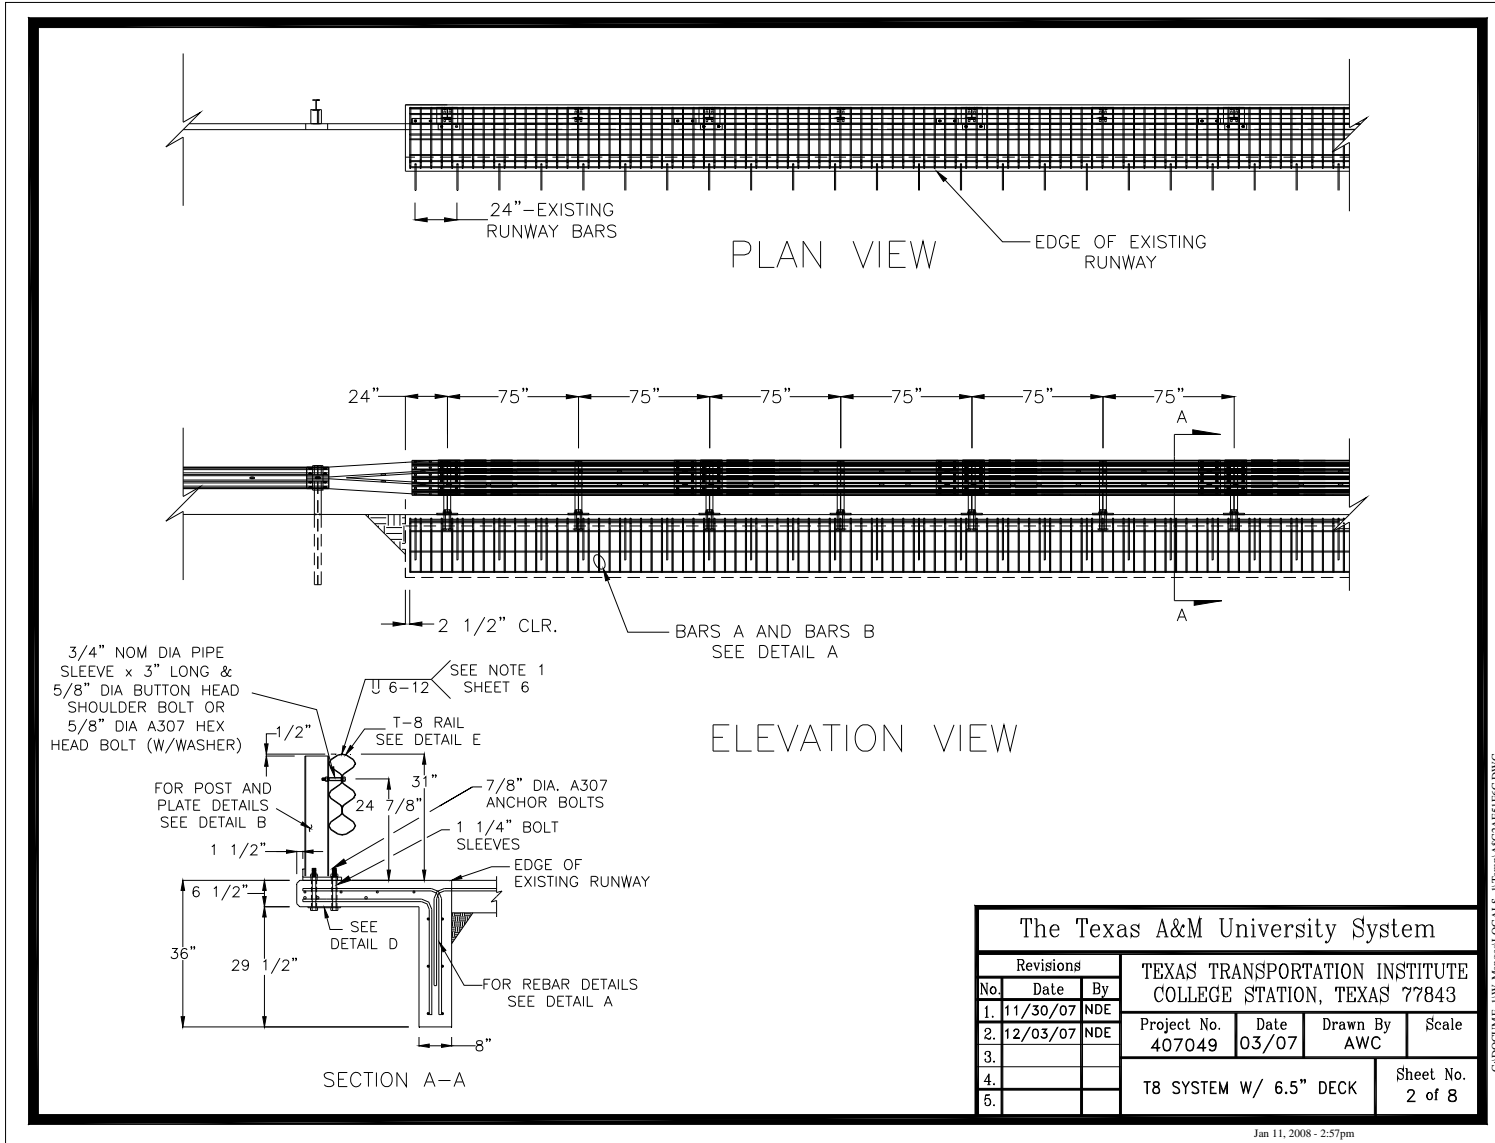 24”-EXISTING
RUNWAY BARS
PLAN VIEW
EDGE OF EXISTING
RUNWAY
24”
75”
75”
75”
75”
75”
75”
A
A
2 1/2” CLR.
BARS A AND BARS B
SEE DETAIL A
ELEVATION VIEW
3/4” NOM DIA PIPE
SLEEVE x 3” LONG &
5/8” DIA BUTTON HEAD
SHOULDER BOLT OR
5/8” DIA A307 HEX
HEAD BOLT (W/WASHER)
6-12
SEE NOTE 1
SHEET 6
1/2”
T-8 RAIL
SEE DETAIL E
FOR POST AND
PLATE DETAILS
SEE DETAIL B
31”
24 7/8”
7/8” DIA. A307
ANCHOR BOLTS
1 1/4” BOLT
SLEEVES
1 1/2”
EDGE OF
EXISTING RUNWAY
6 1/2”
SEE
DETAIL D
36”
29 1/2”
FOR REBAR DETAILS
SEE DETAIL A
8”
SECTION A-A
The Texas A&M University System
Revisions
No. Date By
1. 11/30/07 NDE
2. 12/03/07 NDE
3.
4.
5.
TEXAS TRANSPORTATION INSTITUTE
COLLEGE STATION, TEXAS 77843
Project No. Date Drawn By Scale
407049 03/07 AWC
T8 SYSTEM W/ 6.5” DECK
Sheet No.
2 of 8
Jan 11, 2008 - 2:57pm